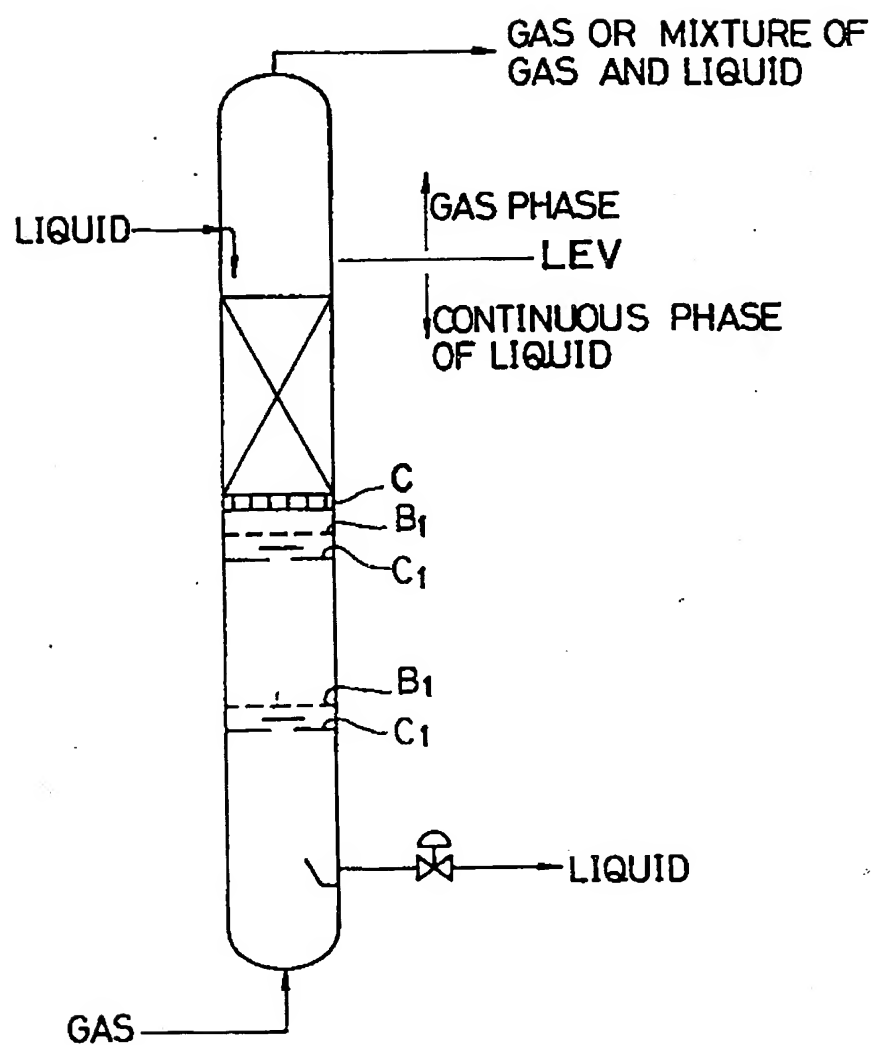 GAS OR MIXTURE OF
GAS AND LIQUID
GAS PHASE
LIQUID
LEV
CONTINUOUS PHASE
OF LIQUID
C
B1
C1
B1
C1
LIQUID
GAS